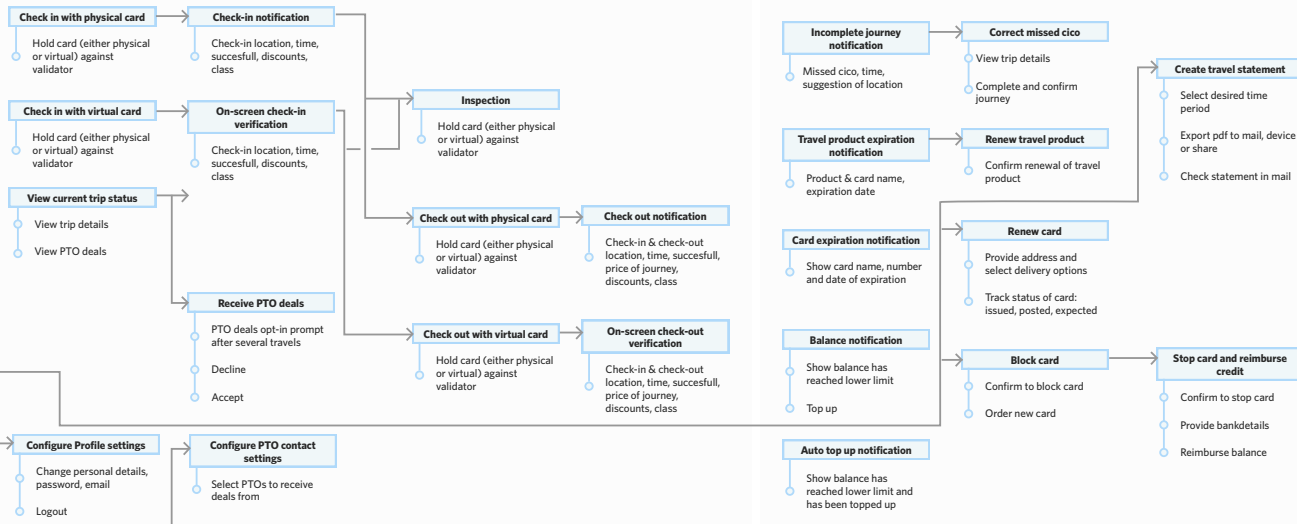 Check in with physical card
Hold card (either physical
or virtual) against
validator
Check-in notification
Check-in location, time,
succesfull, discounts,
class
Check in with virtual card
Hold card (either physical
or virtual) against
validator
On-screen check-in
verification
Check-in location, time,
succesfull, discounts,
class
Inspection
Hold card (either physical
or virtual) against
validator
View current trip status
View trip details
View PTO deals
Receive PTO deals
PTO deals opt-in prompt
after several travels
Decline
Accept
Check out with physical card
Hold card (either physical
or virtual) against
validator
Check out notification
Check-in & check-out
location, time, succesfull,
price of journey,
discounts, class
Check out with virtual card
Hold card (either physical
or virtual) against
validator
On-screen check-out
verification
Check-in & check-out
location, time, succesfull,
price of journey,
discounts, class
Configure Profile settings
Change personal details,
password, email
Logout
Configure PTO contact
settings
Select PTOs to receive
deals from
Incomplete journey
notification
Missed cico, time,
suggestion of location
Correct missed cico
View trip details
Complete and confirm
journey
Travel product expiration
notification
Product & card name,
expiration date
Renew travel product
Confirm renewal of travel
product
Card expiration notification
Show card name, number
and date of expiration
Balance notification
Show balance has
reached lower limit
Top up
Auto top up notification
Show balance has
reached lower limit and
has been topped up
Create travel statement
Select desired time
period
Export pdf to mail, device
or share
Check statement in mail
Renew card
Provide address and
select delivery options
Track status of card:
issued, posted, expected
Block card
Confirm to block card
Order new card
Stop card and reimburse
credit
Confirm to stop card
Provide bankdetails
Reimburse balance